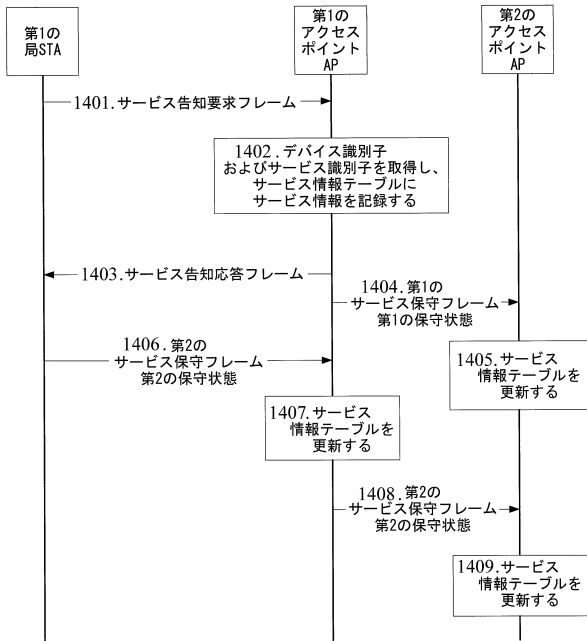 第1の
局STA
第1の
アクセス
ポイント
AP
第2の
アクセス
ポイント
AP
1401.サービス告知要求フレーム
1402.デバイス識別子
およびサービス識別子を取得し、
サービス情報テーブルに
サービス情報を記録する
1403.サービス告知応答フレーム
1404.第1の
サービス保守フレーム
第1の保守状態
1405.サービス
情報テーブルを
更新する
1406.第2の
サービス保守フレーム
第2の保守状態
1407.サービス
情報テーブルを
更新する
1408.第2の
サービス保守フレーム
第2の保守状態
1409.サービス
情報テーブルを
更新する